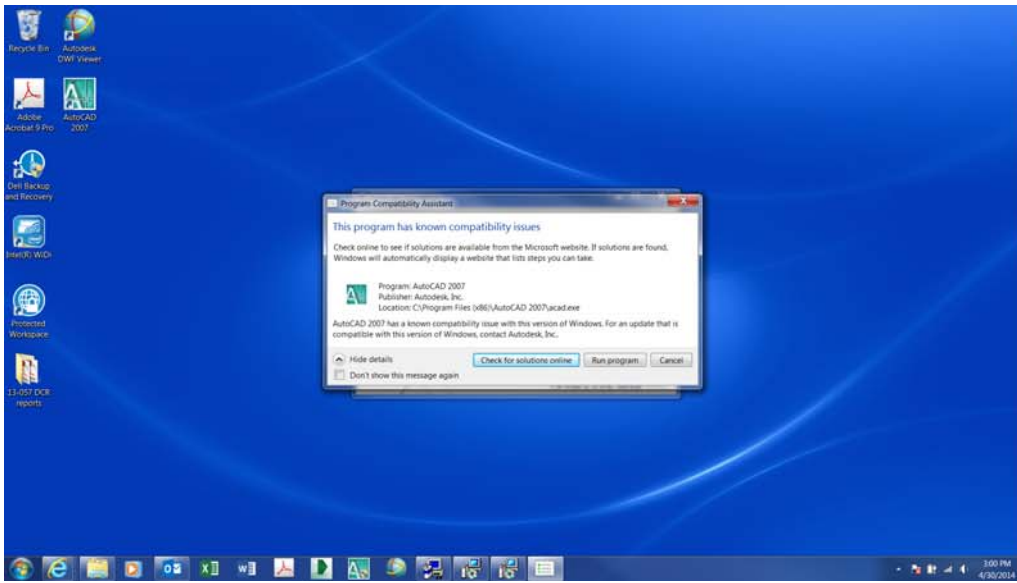 Recycle Bin
Autodesk
DWF Viewer
Adobe
Acrobat 9 Pro
AutoCAD
2007
Dell Backup
and Recovery
Intel(R) WiDi
Protected
Workspace
13-057 DCR
reports
Program Compatibility Assistant
This program has known compatibility issues
Check online to see if solutions are available from the Microsoft website. If solutions are found,
Windows will automatically display a website that lists steps you can take.
Program: AutoCAD 2007
Publisher: Autodesk, Inc.
Location: C:\Program Files (x86)\AutoCAD 2007\acad.exe
AutoCAD 2007 has a known compatibility issue with this version of Windows. For an update that is
compatible with this version of Windows, contact Autodesk, Inc..
Hide details
Check for solutions online
Run program
Cancel
Don't show this message again
3:00 PM
4/30/2014